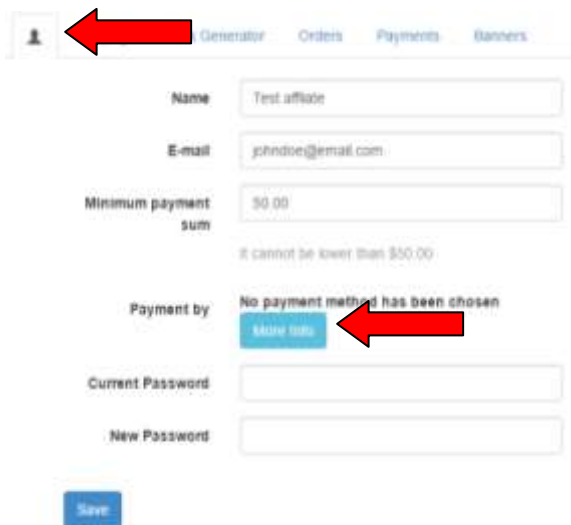 Generator Orders Payments Banners
Name Test affiliate
E-mail johndoe@email.com
Minimum payment sum 50.00
It cannot be lower than $50.00
Payment by No payment method has been chosen
More Info
Current Password
New Password
Save